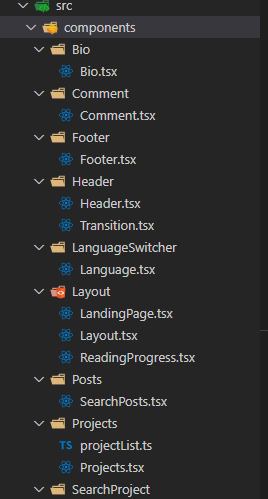 src
components
Bio
Bio.tsx
Comment
Comment.tsx
Footer
Footer.tsx
Header
Header.tsx
Transition.tsx
LanguageSwitcher
Language.tsx
Layout
LandingPage.tsx
Layout.tsx
ReadingProgress.tsx
Posts
SearchPosts.tsx
Projects
TS projectList.ts
Projects.tsx
SearchProject